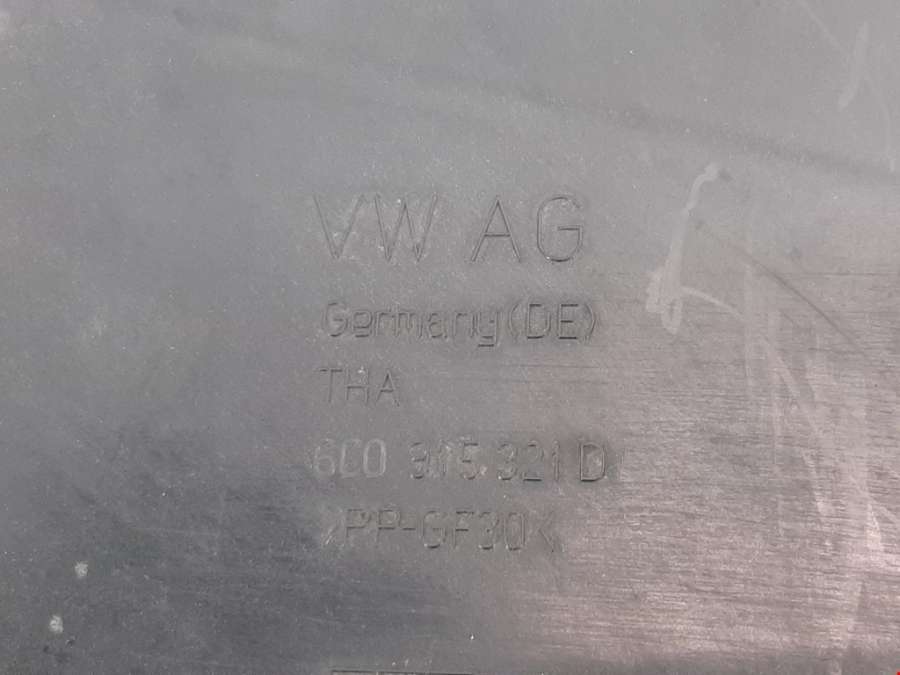 VW AG
Germany(DE)
THA
6C0 915 321 D
>PP-GF30<